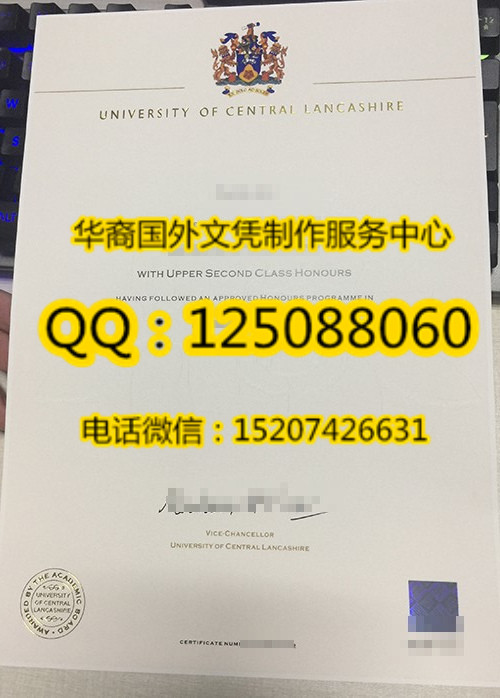 UNIVERSITY OF CENTRAL LANCASHIRE
华裔国外文凭制作服务中心
WITH UPPER SECOND CLASS HONOURS
HAVING FOLLOWED AN APPROVED HONOURS PROGRAMME IN
QQ：125088060
电话微信：15207426631
VICE-CHANCELLOR
UNIVERSITY OF CENTRAL LANCASHIRE
AWARDED BY THE ACADEMIC BOARD
UNIVERSITY
OF CENTRAL
LANCASHIRE
CERTIFICATE